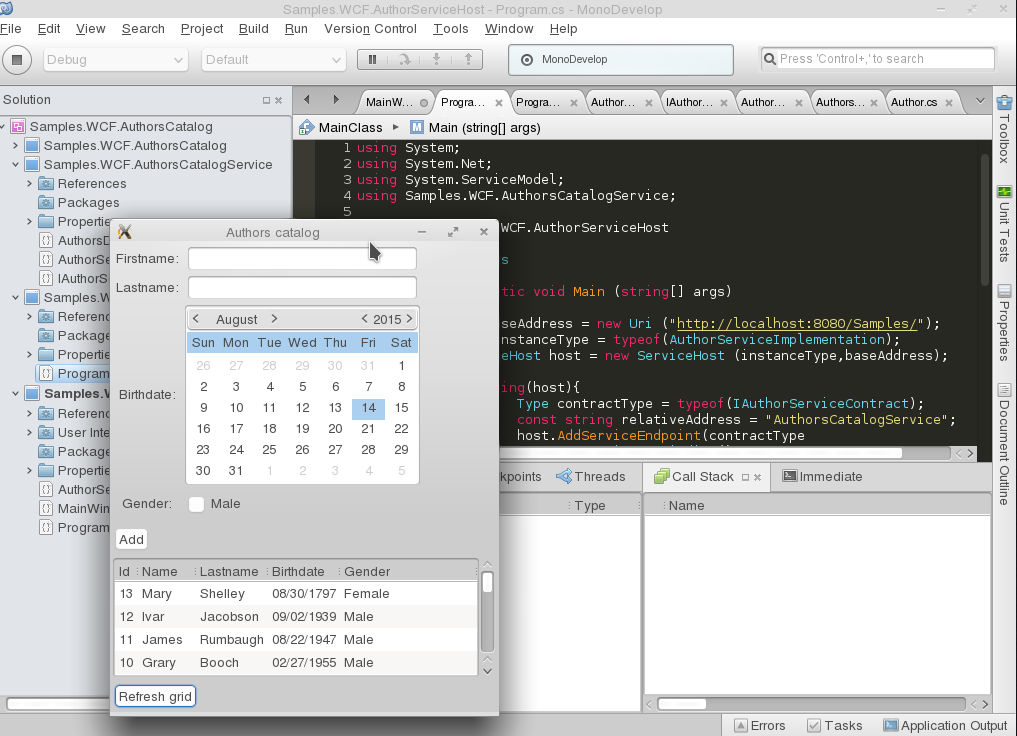 Samples.WCF.AuthorServiceHost - Program.cs - MonoDevelop
File Edit View Search Project Build Run Version Control Tools Window Help
Debug Default MonoDevelop Press 'Control+,' to search
Solution
MainW... Progra... Progra... Author... IAuthor... Author... Authors... Author.cs
MainClass Main (string[] args)
Samples.WCF.AuthorsCatalog
Samples.WCF.AuthorsCatalog
Samples.WCF.AuthorsCatalogService
References
Packages
Propertie
AuthorsD
AuthorSe
IAuthorS
Samples.W
Referenc
Package
Propertie
Program
Samples.W
Referenc
User Inte
Package
Propertie
AuthorSe
MainWin
Program
1 using System;
2 using System.Net;
3 using System.ServiceModel;
4 using Samples.WCF.AuthorsCatalogService;
5
WCF.AuthorServiceHost
s
tic void Main (string[] args)
aseAddress = new Uri ("http://localhost:8080/Samples/");
nstanceType = typeof(AuthorServiceImplementation);
eHost host = new ServiceHost (instanceType,baseAddress);
ing(host){
Type contractType = typeof(IAuthorServiceContract);
const string relativeAddress = "AuthorsCatalogService";
host.AddServiceEndpoint(contractType
Toolbox
Unit Tests
Properties
Document Outline
Authors catalog
Firstname:
Lastname:
Birthdate:
< August > < 2015 >
Sun Mon Tue Wed Thu Fri Sat
26 27 28 29 30 31 1
2 3 4 5 6 7 8
9 10 11 12 13 14 15
16 17 18 19 20 21 22
23 24 25 26 27 28 29
30 31 1 2 3 4 5
Gender: Male
Add
Id Name Lastname Birthdate Gender
13 Mary Shelley 08/30/1797 Female
12 Ivar Jacobson 09/02/1939 Male
11 James Rumbaugh 08/22/1947 Male
10 Grary Booch 02/27/1955 Male
Refresh grid
kpoints Threads Call Stack Immediate
Type Name
Errors Tasks Application Output